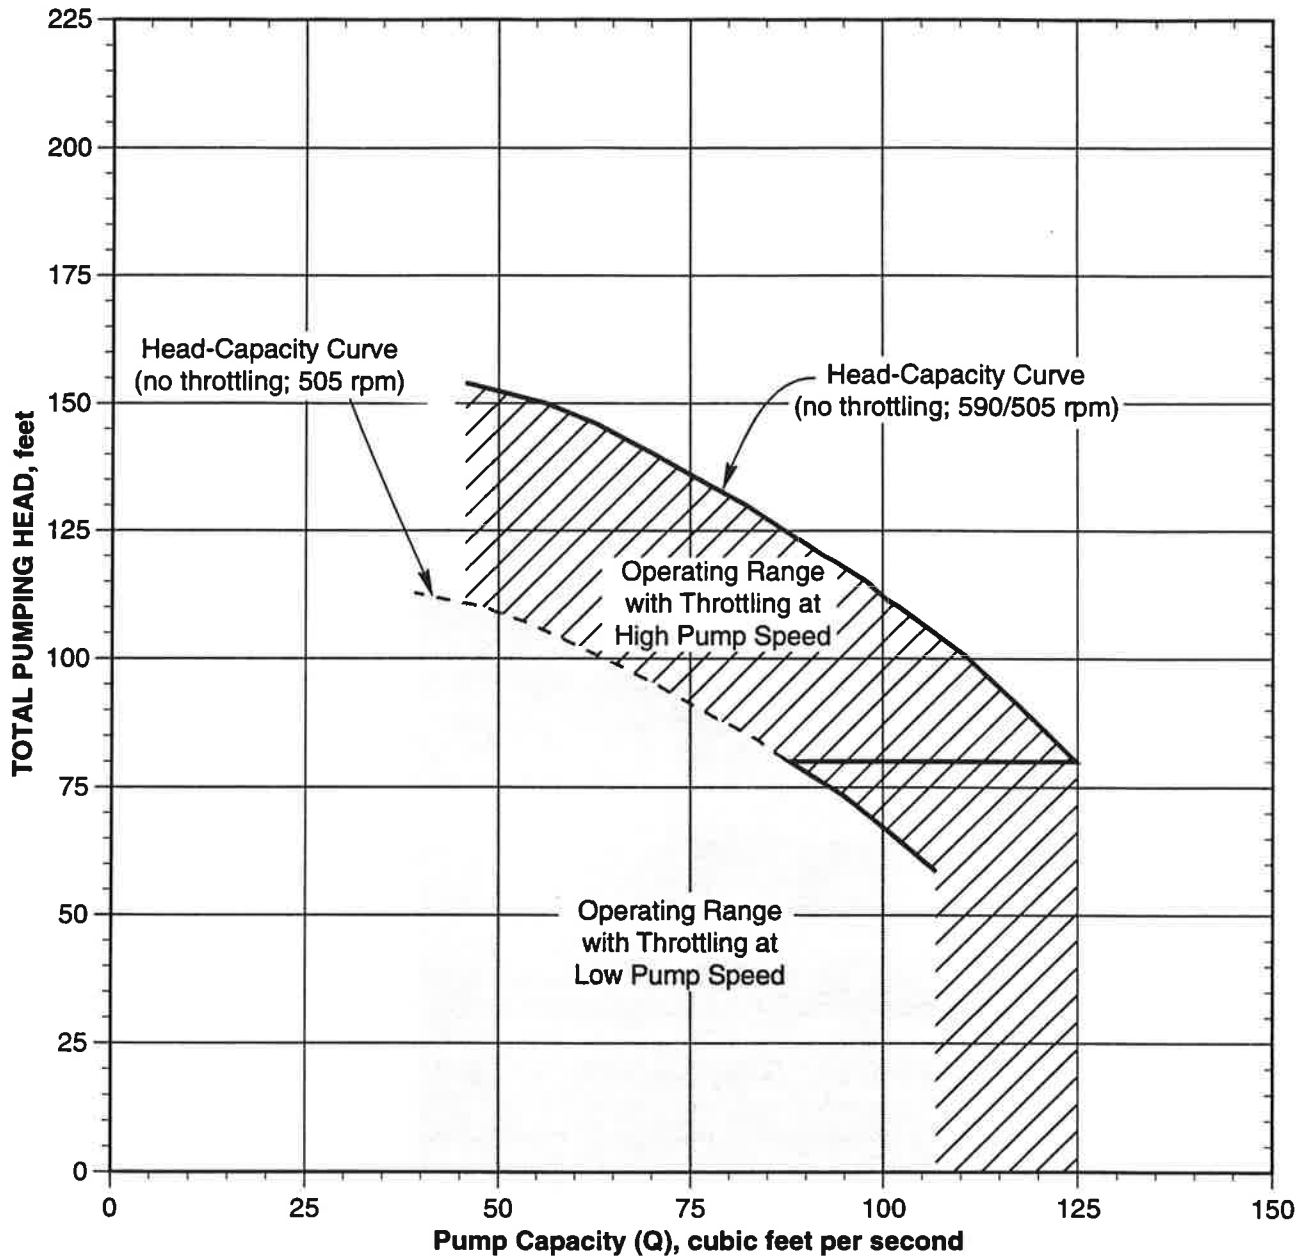 225
200
175
150
125
100
75
50
25
0
TOTAL PUMPING HEAD, feet
Head-Capacity Curve
(no throttling; 505 rpm)
Head-Capacity Curve
(no throttling; 590/505 rpm)
Operating Range
with Throttling at
High Pump Speed
Operating Range
with Throttling at
Low Pump Speed
0 25 50 75 100 125 150
Pump Capacity (Q), cubic feet per second